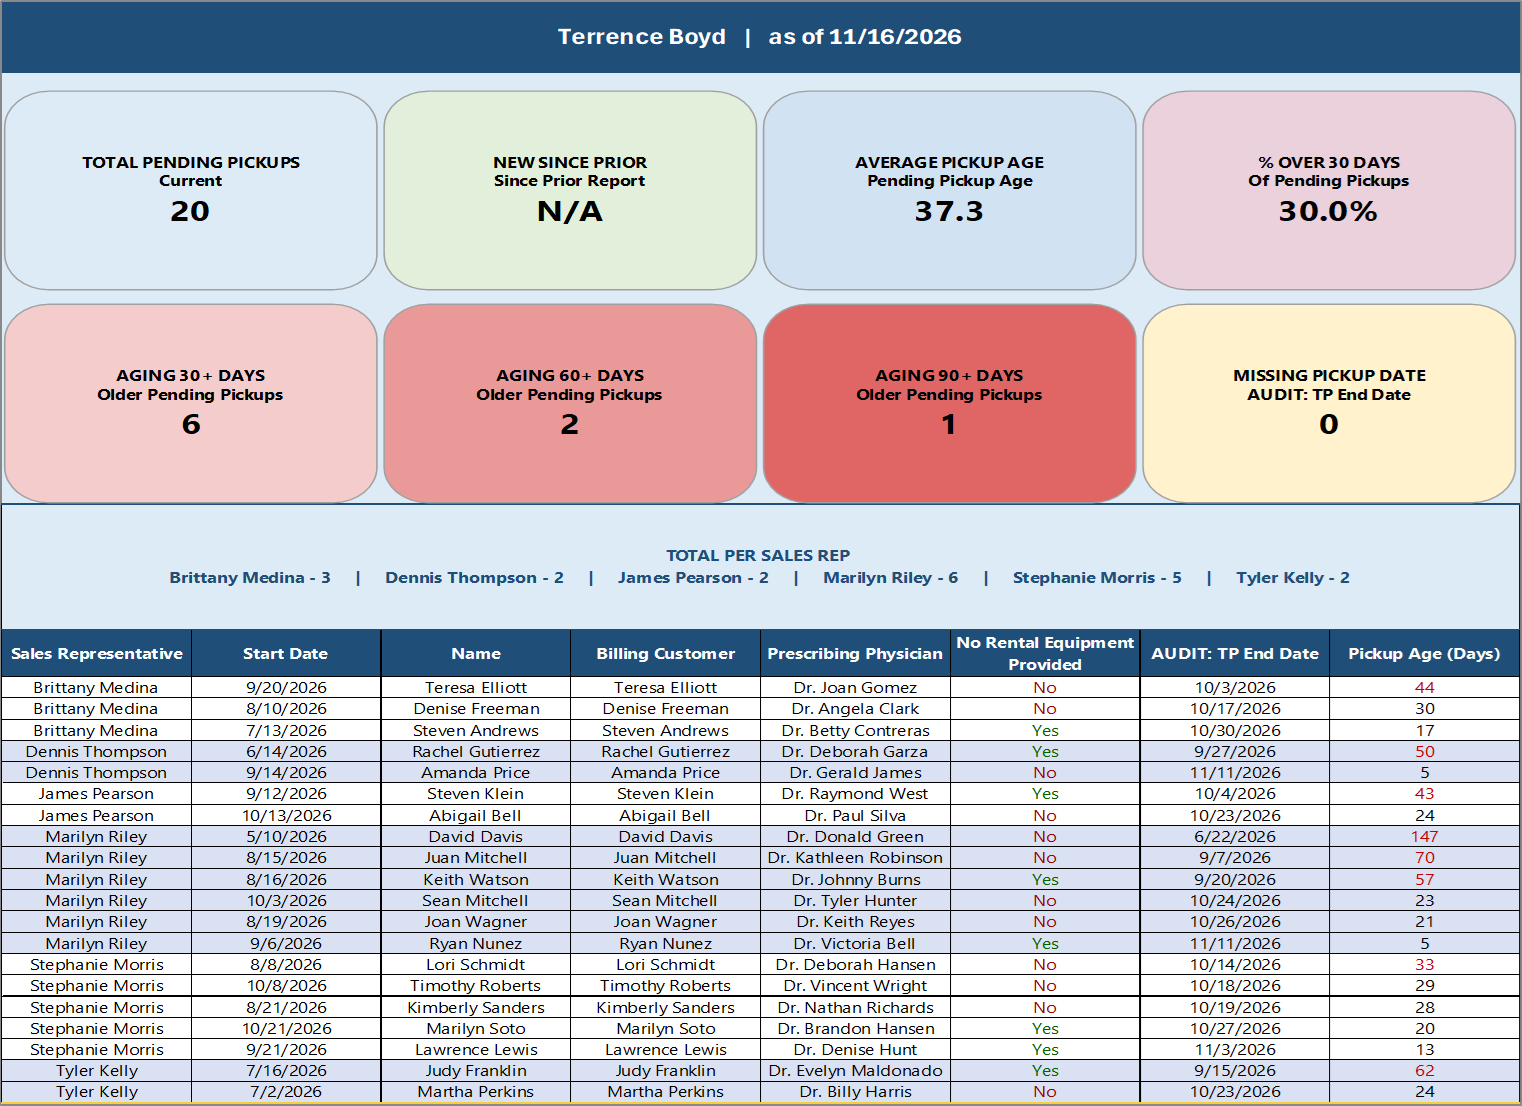 Terrence Boyd | as of 11/16/2026
TOTAL PENDING PICKUPS
Current
20
NEW SINCE PRIOR
Since Prior Report
N/A
AVERAGE PICKUP AGE
Pending Pickup Age
37.3
% OVER 30 DAYS
Of Pending Pickups
30.0%
AGING 30+ DAYS
Older Pending Pickups
6
AGING 60+ DAYS
Older Pending Pickups
2
AGING 90+ DAYS
Older Pending Pickups
1
MISSING PICKUP DATE
AUDIT: TP End Date
0
TOTAL PER SALES REP
Brittany Medina - 3 | Dennis Thompson - 2 | James Pearson - 2 | Marilyn Riley - 6 | Stephanie Morris - 5 | Tyler Kelly - 2
Sales Representative Start Date Name Billing Customer Prescribing Physician No Rental Equipment Provided AUDIT: TP End Date Pickup Age (Days)
Brittany Medina 9/20/2026 Teresa Elliott Teresa Elliott Dr. Joan Gomez No 10/3/2026 44
Brittany Medina 8/10/2026 Denise Freeman Denise Freeman Dr. Angela Clark No 10/17/2026 30
Brittany Medina 7/13/2026 Steven Andrews Steven Andrews Dr. Betty Contreras Yes 10/30/2026 17
Dennis Thompson 6/14/2026 Rachel Gutierrez Rachel Gutierrez Dr. Deborah Garza Yes 9/27/2026 50
Dennis Thompson 9/14/2026 Amanda Price Amanda Price Dr. Gerald James No 11/11/2026 5
James Pearson 9/12/2026 Steven Klein Steven Klein Dr. Raymond West Yes 10/4/2026 43
James Pearson 10/13/2026 Abigail Bell Abigail Bell Dr. Paul Silva No 10/23/2026 24
Marilyn Riley 5/10/2026 David Davis David Davis Dr. Donald Green No 6/22/2026 147
Marilyn Riley 8/15/2026 Juan Mitchell Juan Mitchell Dr. Kathleen Robinson No 9/7/2026 70
Marilyn Riley 8/16/2026 Keith Watson Keith Watson Dr. Johnny Burns Yes 9/20/2026 57
Marilyn Riley 10/3/2026 Sean Mitchell Sean Mitchell Dr. Tyler Hunter No 10/24/2026 23
Marilyn Riley 8/19/2026 Joan Wagner Joan Wagner Dr. Keith Reyes No 10/26/2026 21
Marilyn Riley 9/6/2026 Ryan Nunez Ryan Nunez Dr. Victoria Bell Yes 11/11/2026 5
Stephanie Morris 8/8/2026 Lori Schmidt Lori Schmidt Dr. Deborah Hansen No 10/14/2026 33
Stephanie Morris 10/8/2026 Timothy Roberts Timothy Roberts Dr. Vincent Wright No 10/18/2026 29
Stephanie Morris 8/21/2026 Kimberly Sanders Kimberly Sanders Dr. Nathan Richards No 10/19/2026 28
Stephanie Morris 10/21/2026 Marilyn Soto Marilyn Soto Dr. Brandon Hansen Yes 10/27/2026 20
Stephanie Morris 9/21/2026 Lawrence Lewis Lawrence Lewis Dr. Denise Hunt Yes 11/3/2026 13
Tyler Kelly 7/16/2026 Judy Franklin Judy Franklin Dr. Evelyn Maldonado Yes 9/15/2026 62
Tyler Kelly 7/2/2026 Martha Perkins Martha Perkins Dr. Billy Harris No 10/23/2026 24